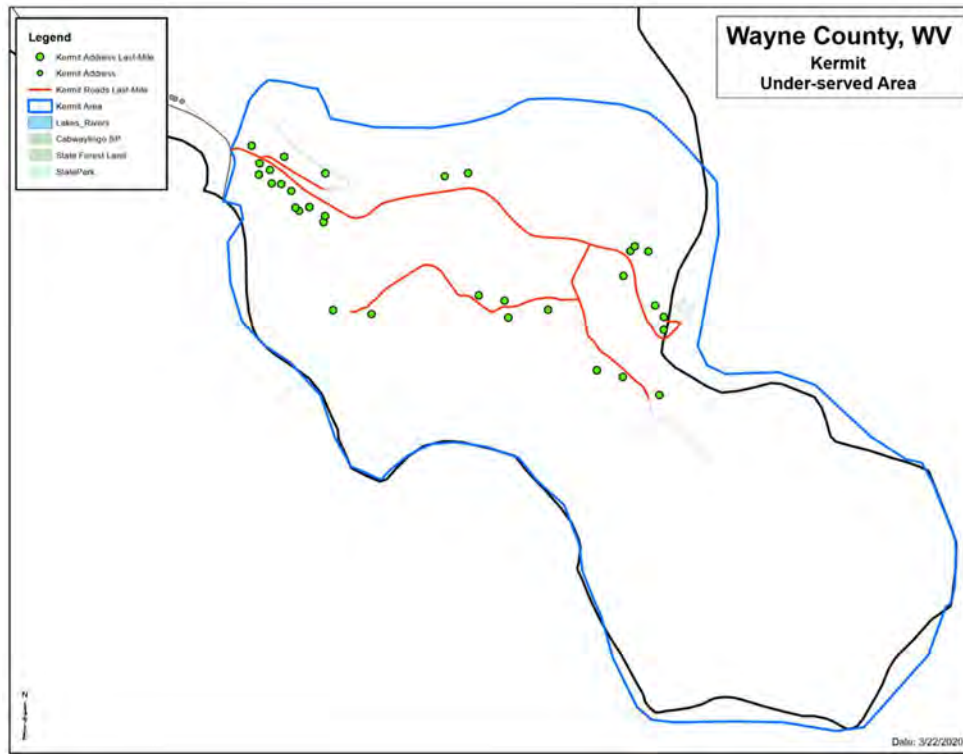 Wayne County, WV
Kermit
Under-served Area
Legend
Kermit Address Last-Mile
Kermit Address
Kermit Roads Last-Mile
Kermit Area
Lakes_Rivers
Cabwaylingo SP
State Forest Land
StatePark
N
Date: 3/22/2020